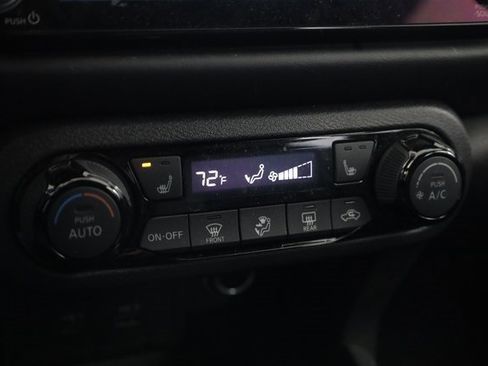 PUSH
72°F
PUSH
AUTO
ON-OFF
FRONT
REAR
PUSH
A/C